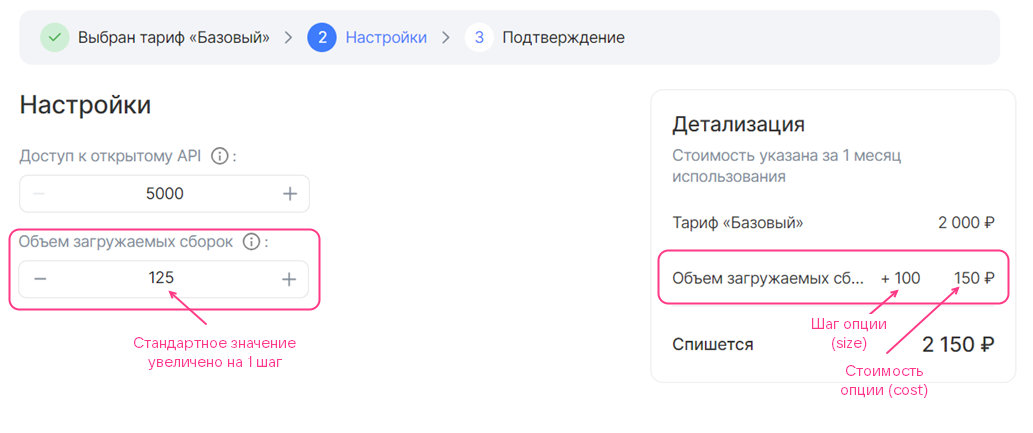 Выбран тариф «Базовый»
2
Настройки
3
Подтверждение
Настройки
Доступ к открытому API :
5000
Объем загружаемых сборок :
125
Стандартное значение
увеличено на 1 шаг
Детализация
Стоимость указана за 1 месяц
использования
Тариф «Базовый» 2 000 ₽
Объем загружаемых сб... + 100 150 ₽
Шаг опции
(size)
Спишется 2 150 ₽
Стоимость
опции (cost)